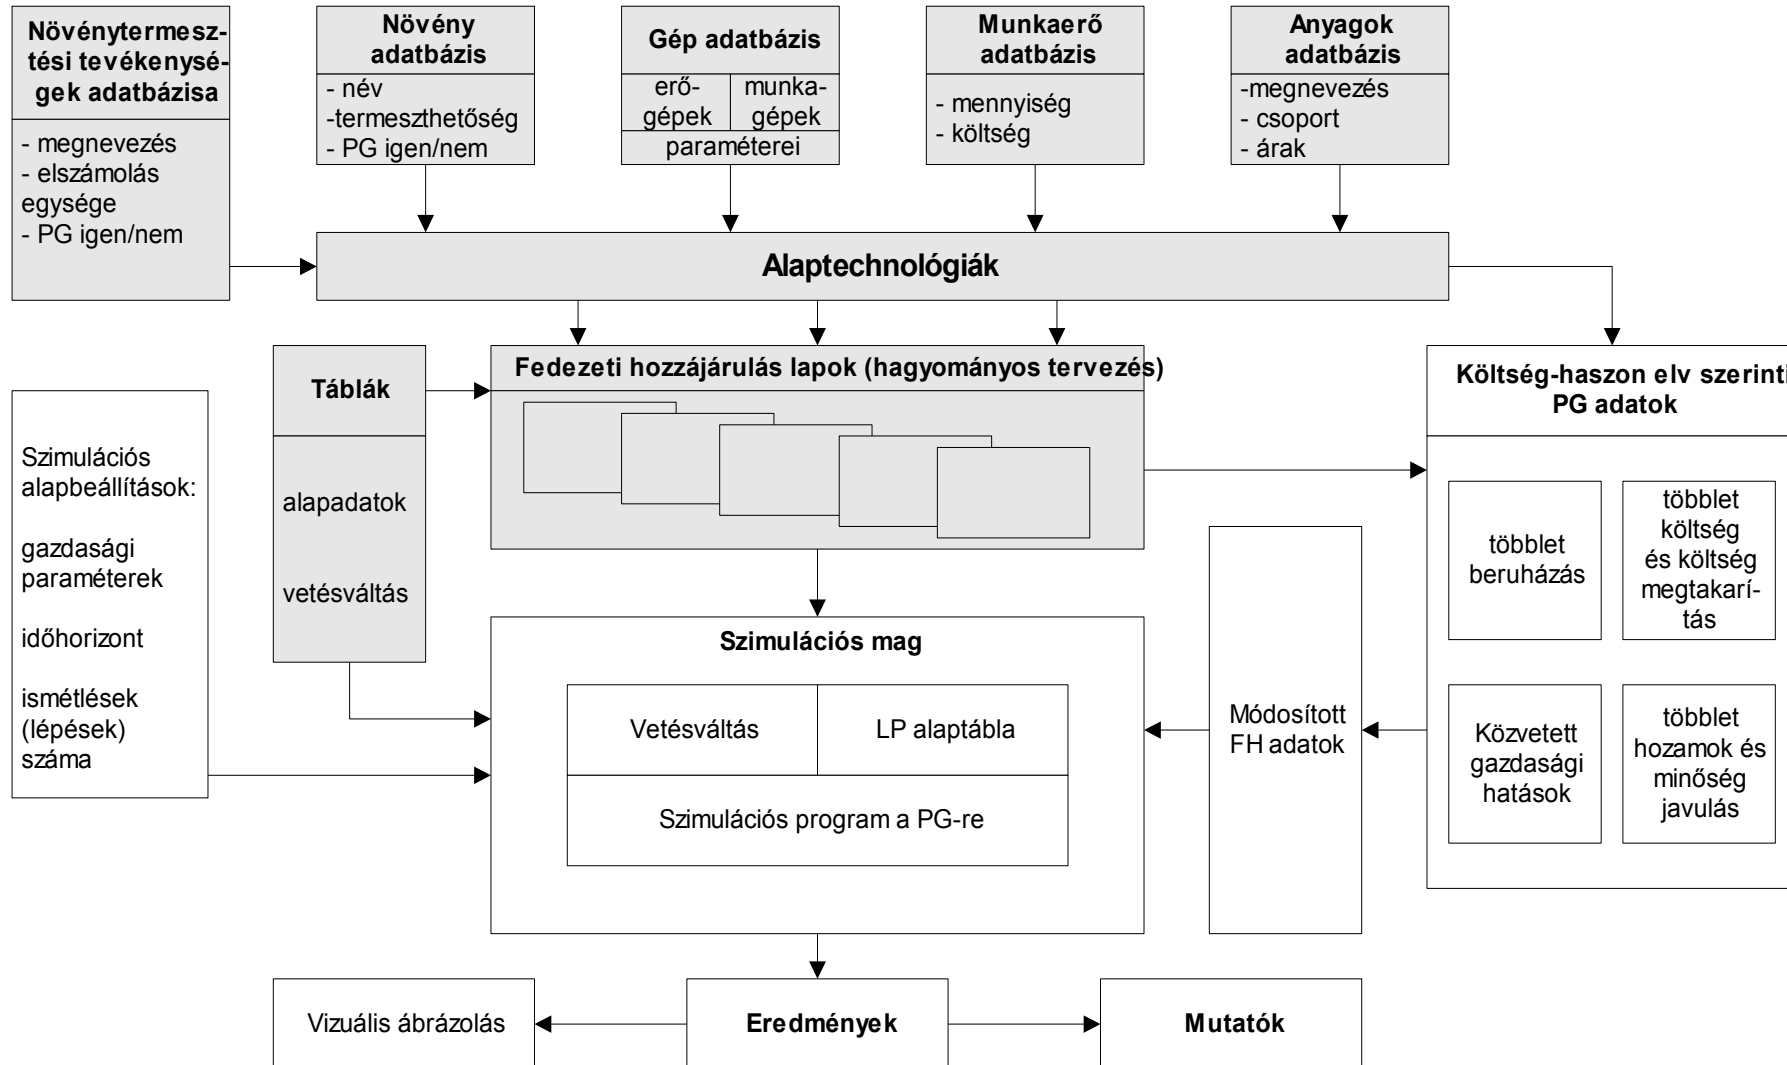 Növénytermesz-
tési tevékenysé-
gek adatbázisa
- megnevezés
- elszámolás
egysége
- PG igen/nem
Növény
adatbázis
- név
-termeszthetőség
- PG igen/nem
Gép adatbázis
erő-
gépek
munka-
gépek
paraméterei
Munkaerő
adatbázis
- mennyiség
- költség
Anyagok
adatbázis
-megnevezés
- csoport
- árak
Alaptechnológiák
Táblák
alapadatok
vetésváltás
Fedezeti hozzájárulás lapok (hagyományos tervezés)
Költség-haszon elv szerinti
PG adatok
többlet
beruházás
többlet
költség
és költség
megtakarí-
tás
Közvetett
gazdasági
hatások
többlet
hozamok és
minőség
javulás
Szimulációs
alapbeállítások:
gazdasági
paraméterek
időhorizont
ismétlések
(lépések)
száma
Szimulációs mag
Vetésváltás
LP alaptábla
Szimulációs program a PG-re
Módosított
FH adatok
Vizuális ábrázolás
Eredmények
Mutatók